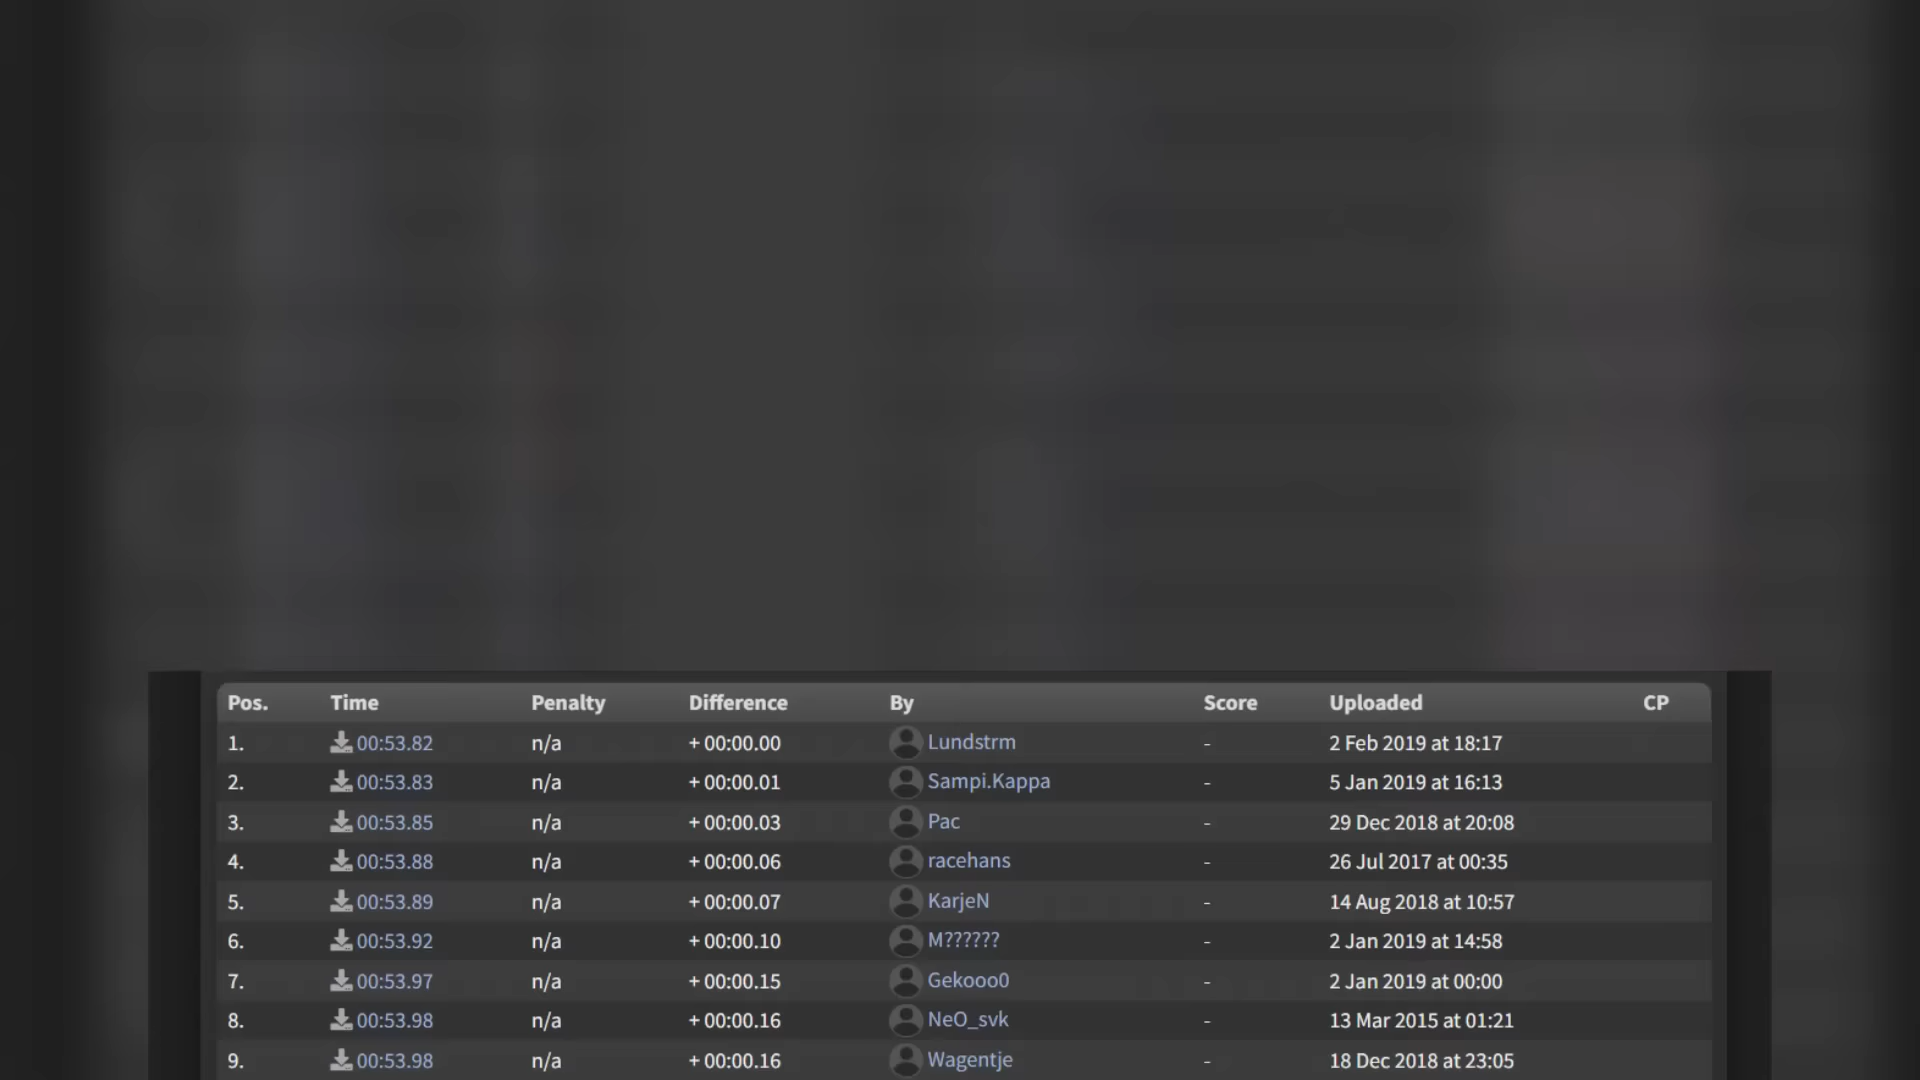 Pos. Time Penalty Difference By Score Uploaded CP
1. 00:53.82 n/a + 00:00.00 Lundstrm - 2 Feb 2019 at 18:17
2. 00:53.83 n/a + 00:00.01 Sampi.Kappa - 5 Jan 2019 at 16:13
3. 00:53.85 n/a + 00:00.03 Pac - 29 Dec 2018 at 20:08
4. 00:53.88 n/a + 00:00.06 racehans - 26 Jul 2017 at 00:35
5. 00:53.89 n/a + 00:00.07 KarjeN - 14 Aug 2018 at 10:57
6. 00:53.92 n/a + 00:00.10 M?????? - 2 Jan 2019 at 14:58
7. 00:53.97 n/a + 00:00.15 Gekooo0 - 2 Jan 2019 at 00:00
8. 00:53.98 n/a + 00:00.16 NeO_svk - 13 Mar 2015 at 01:21
9. 00:53.98 n/a + 00:00.16 Wagentje - 18 Dec 2018 at 23:05